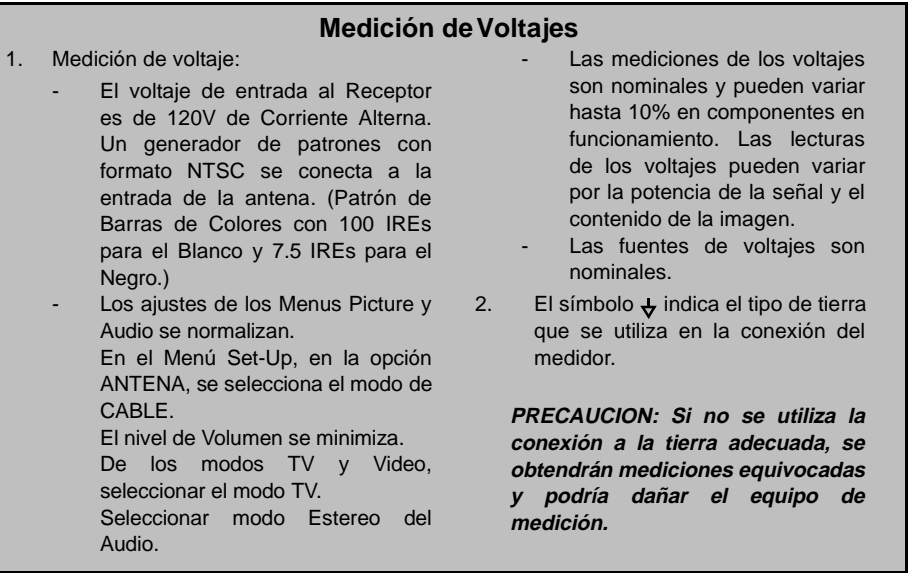 Medición de Voltajes
1. Medición de voltaje:
- El voltaje de entrada al Receptor
es de 120V de Corriente Alterna.
Un generador de patrones con
formato NTSC se conecta a la
entrada de la antena. (Patrón de
Barras de Colores con 100 IREs
para el Blanco y 7.5 IREs para el
Negro.)
- Los ajustes de los Menus Picture y
Audio se normalizan.
En el Menú Set-Up, en la opción
ANTENA, se selecciona el modo de
CABLE.
El nivel de Volumen se minimiza.
De los modos TV y Video,
seleccionar el modo TV.
Seleccionar modo Estereo del
Audio.
- Las mediciones de los voltajes
son nominales y pueden variar
hasta 10% en componentes en
funcionamiento. Las lecturas
de los voltajes pueden variar
por la potencia de la señal y el
contenido de la imagen.
- Las fuentes de voltajes son
nominales.
2. El símbolo indica el tipo de tierra
que se utiliza en la conexión del
medidor.
PRECAUCION: Si no se utiliza la
conexión a la tierra adecuada, se
obtendrán mediciones equivocadas
y podría dañar el equipo de
medición.